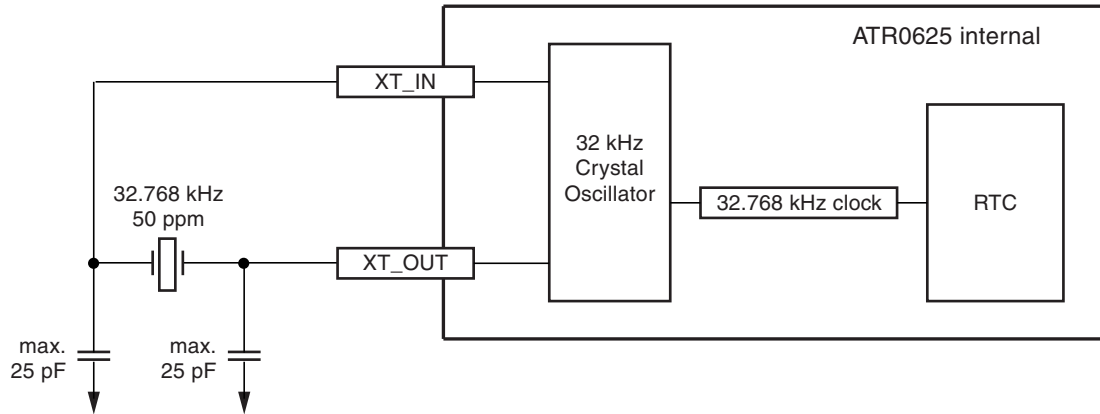 ATR0625 internal
XT_IN
32 kHz
Crystal
Oscillator
32.768 kHz clock
RTC
32.768 kHz
50 ppm
XT_OUT
max.
25 pF
max.
25 pF